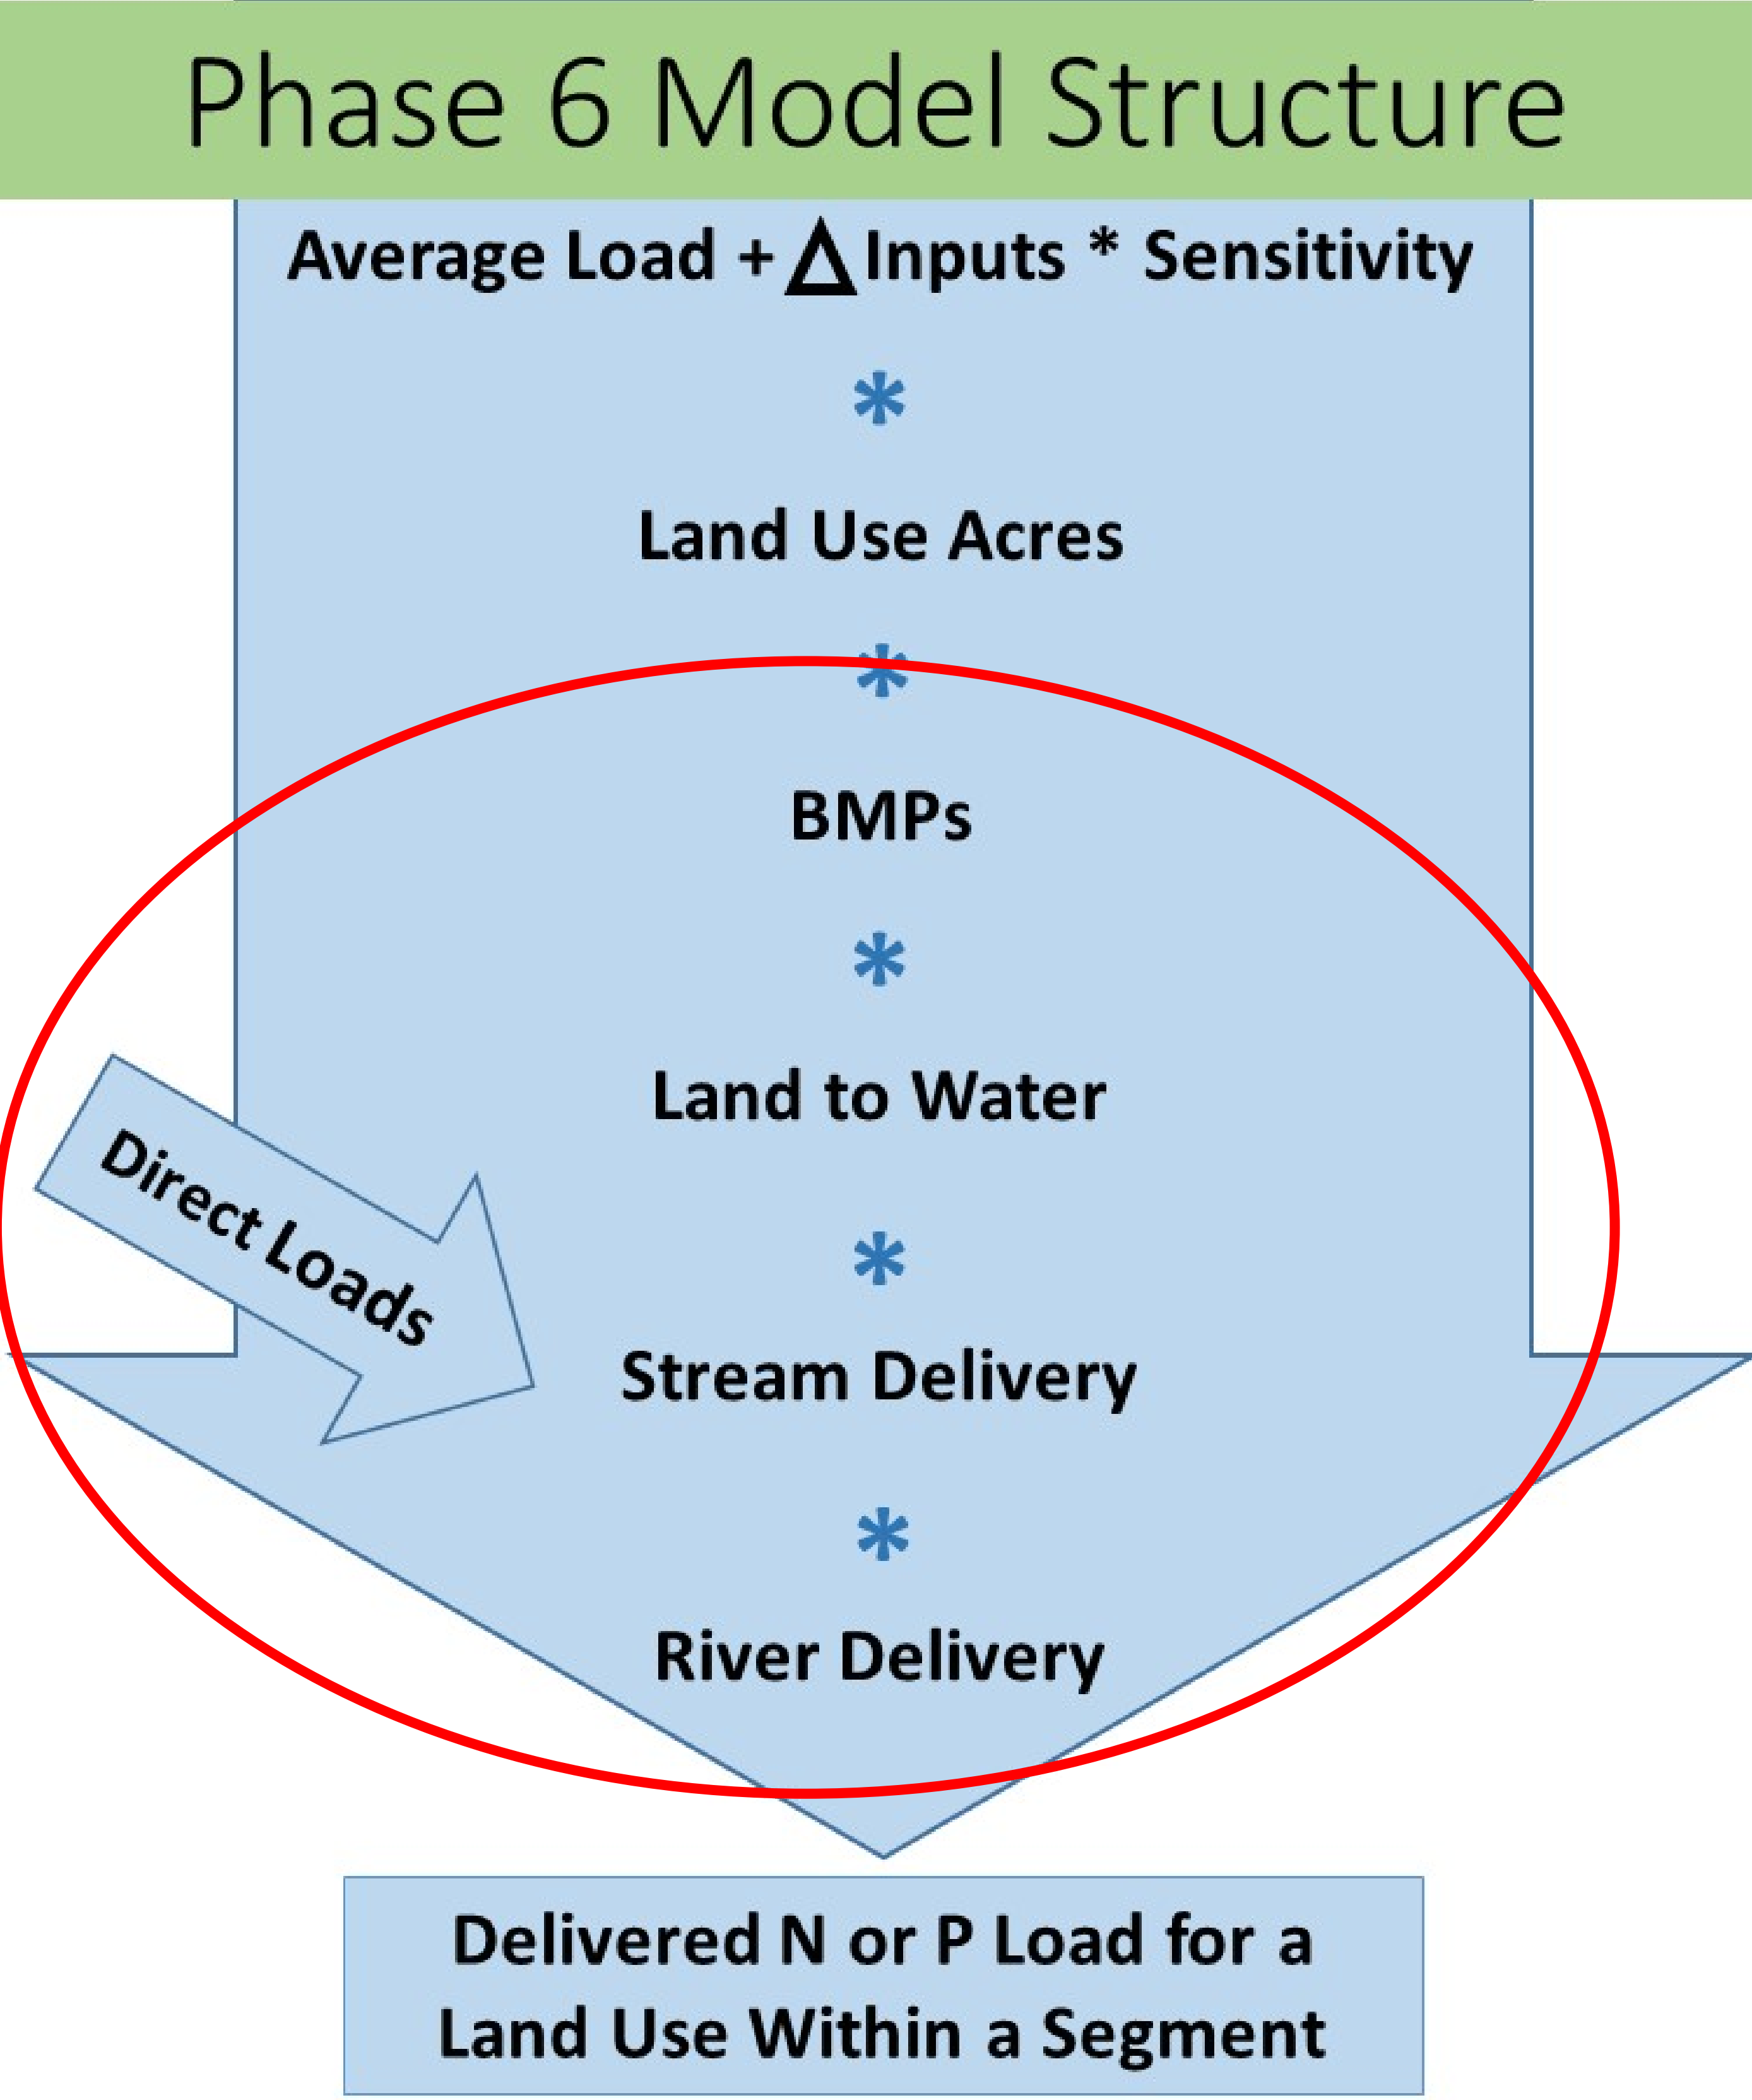 Phase 6 Model Structure
Average Load + Δ Inputs * Sensitivity
*
Land Use Acres
*
BMPs
*
Land to Water
*
Direct Loads
Stream Delivery
*
River Delivery
Delivered N or P Load for a
Land Use Within a Segment